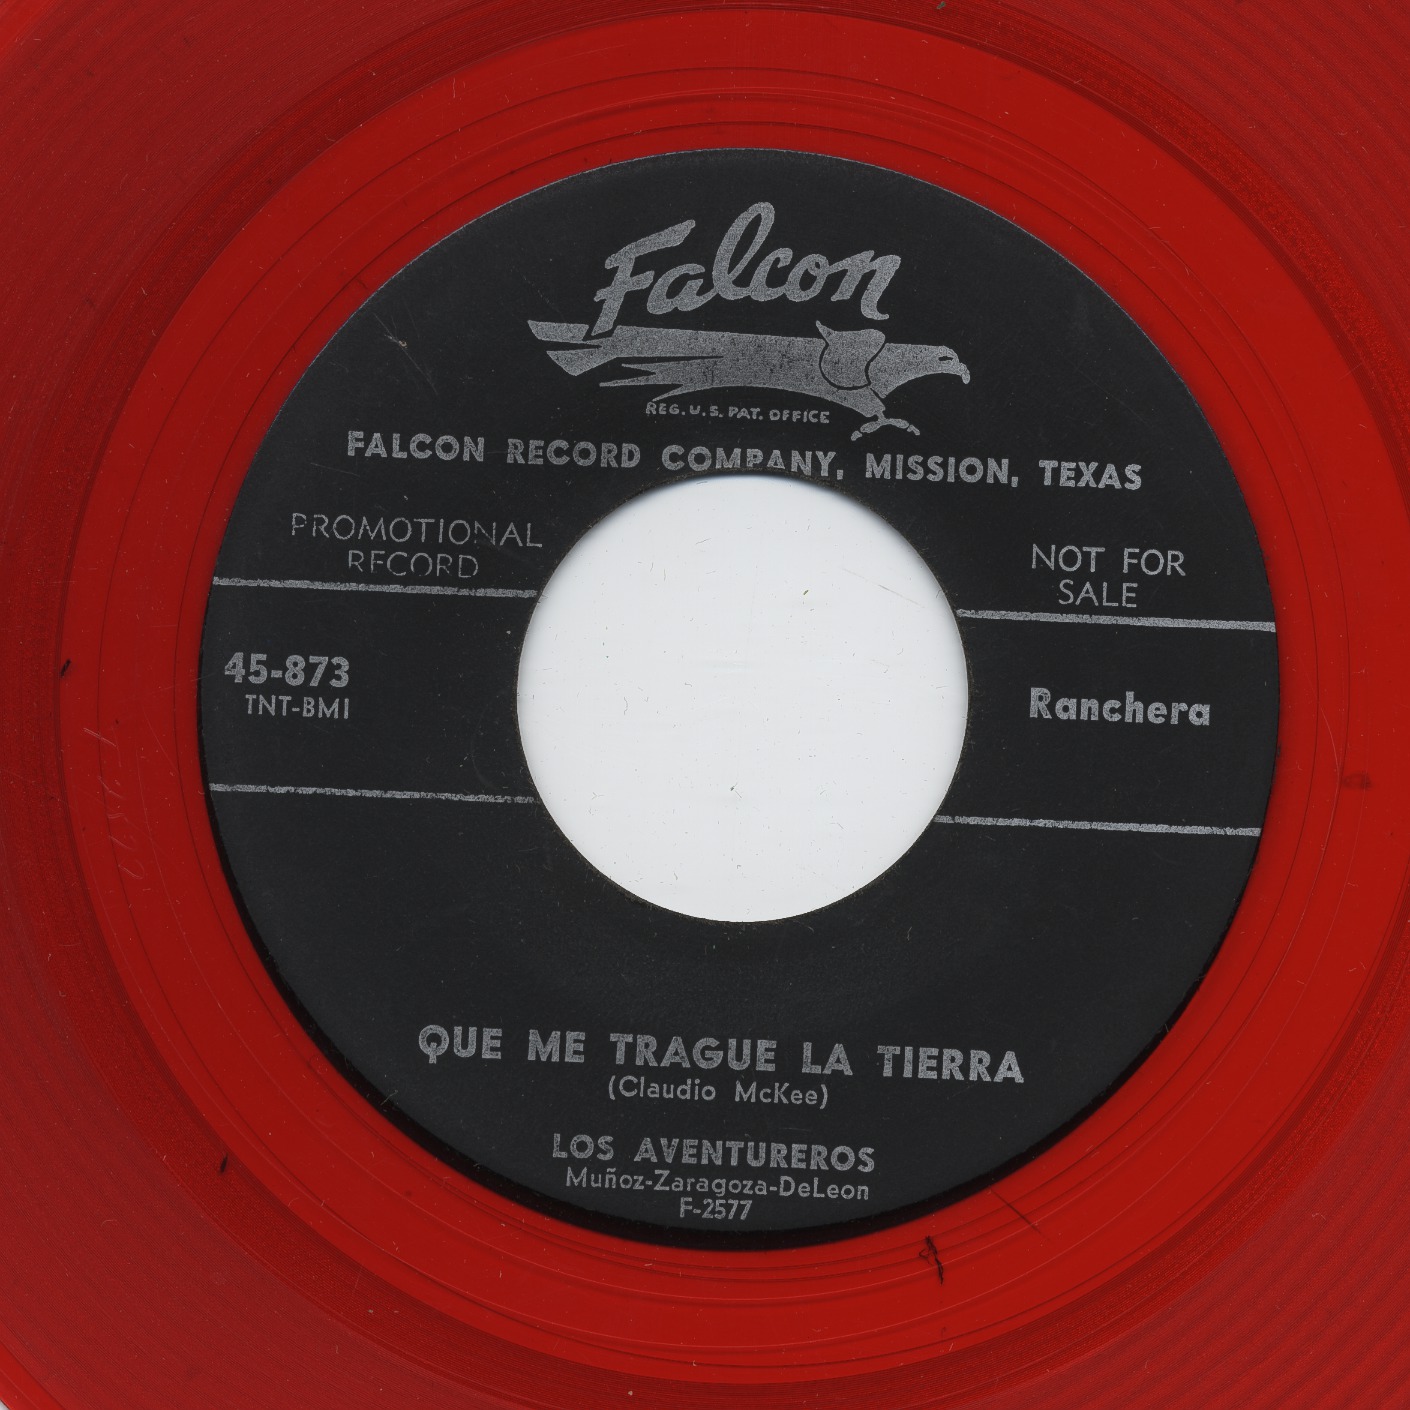 Falcon
REG. U.S. PAT. OFFICE
FALCON RECORD COMPANY, MISSION, TEXAS
PROMOTIONAL
RECORD
NOT FOR
SALE
45-873
TNT-BMI
Ranchera
QUE ME TRAGUE LA TIERRA
(Claudio McKee)
LOS AVENTUREROS
Muñoz-Zaragoza-DeLeon
F-2577